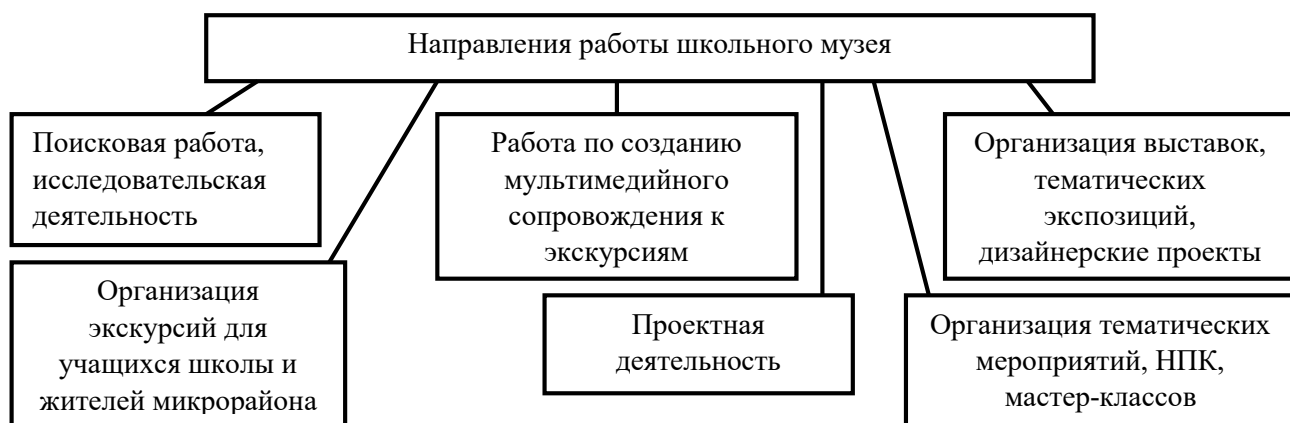 Направления работы школьного музея
Поисковая работа,
исследовательская
деятельность
Работа по созданию
мультимедийного
сопровождения к
экскурсиям
Организация выставок,
тематических
экспозиций,
дизайнерские проекты
Организация
экскурсий для
учащихся школы и
жителей микрорайона
Проектная
деятельность
Организация тематических
мероприятий, НПК,
мастер-классов